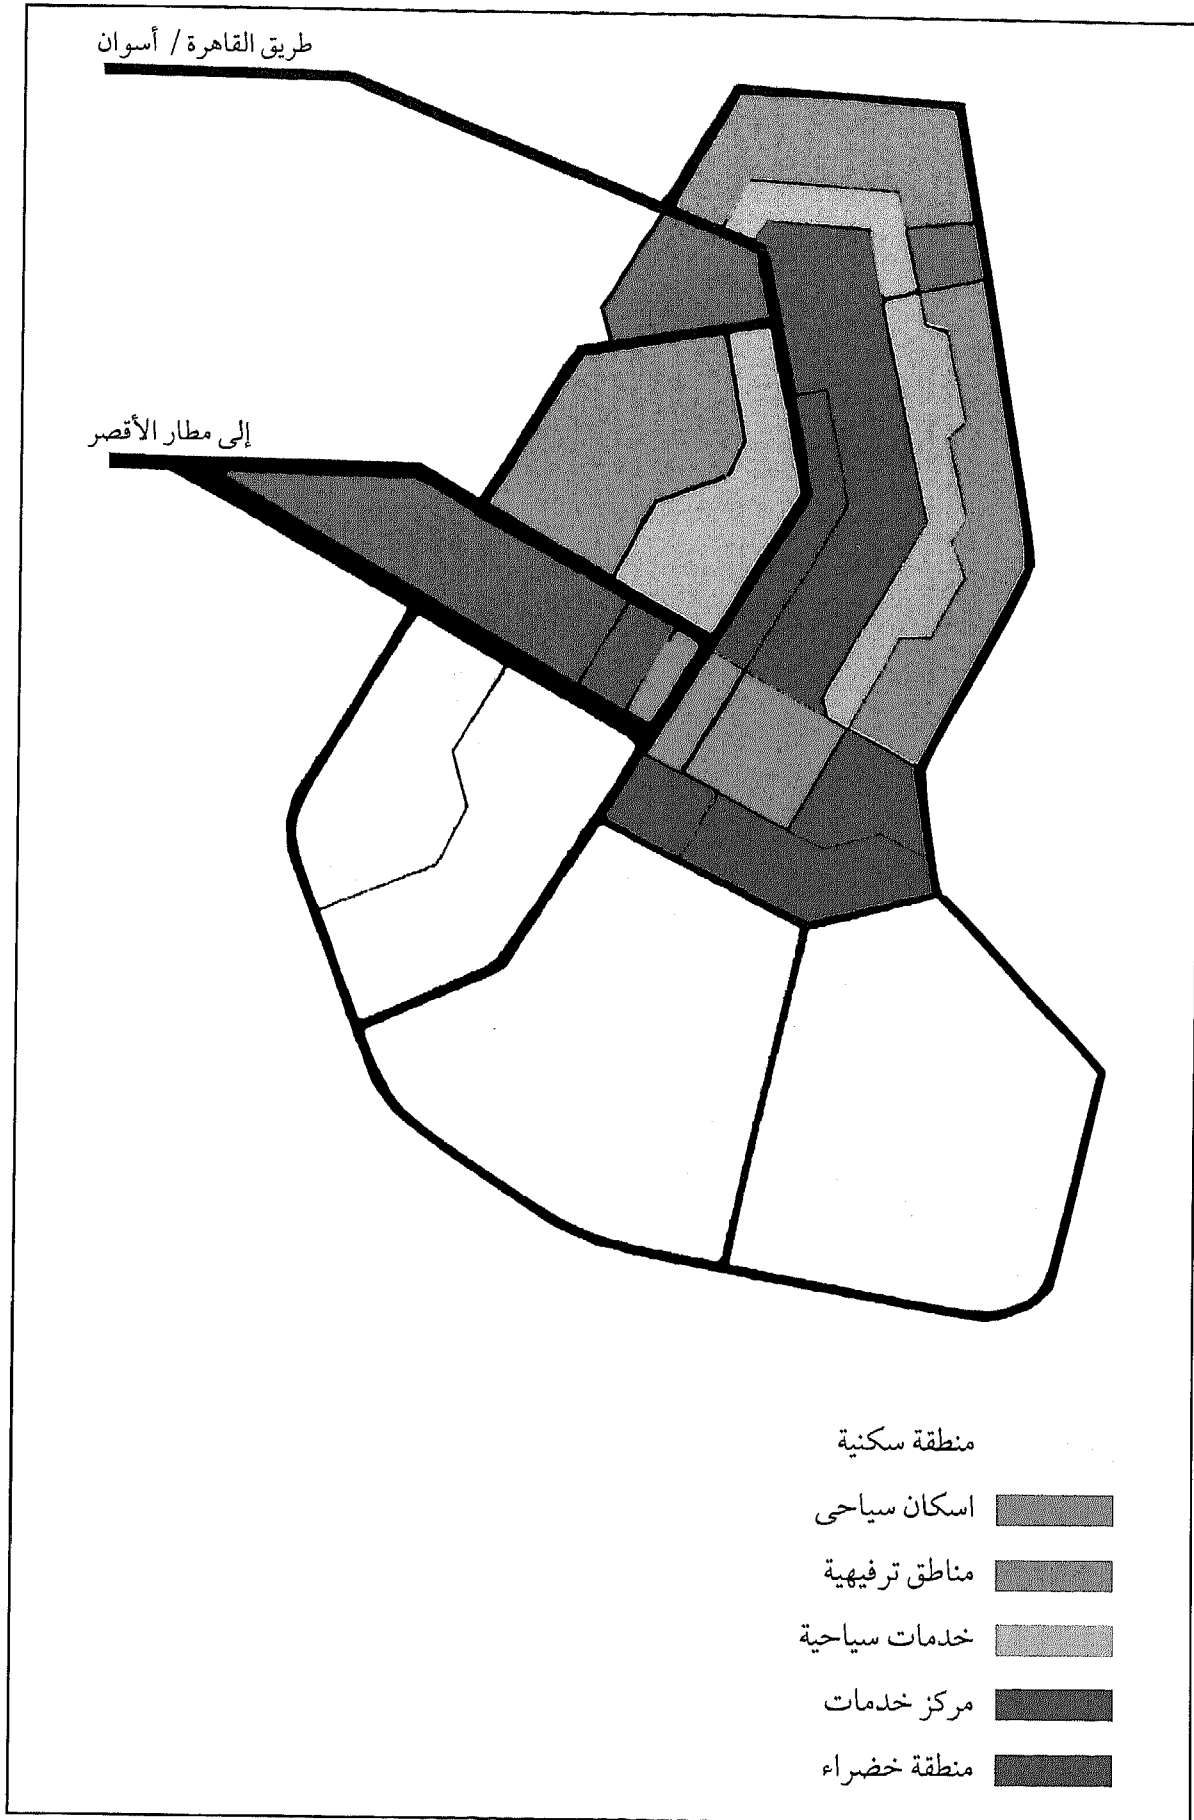 طريق القاهرة / أسوان
إلى مطار الأقصر
منطقة سكنية
اسكان سياحى
مناطق ترفيهية
خدمات سياحية
مركز خدمات
منطقة خضراء